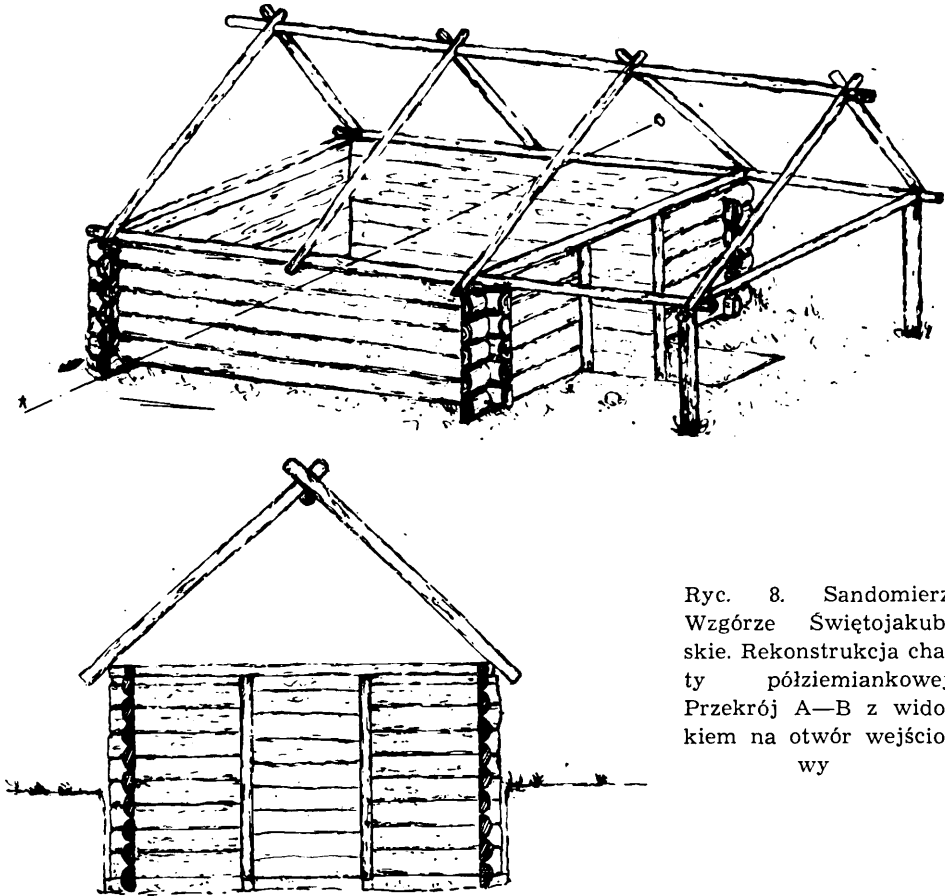 Ryc. 8. Sandomierz
Wzgórze Świętojakub
skie. Rekonstrukcja cha
ty półziemiankowej
Przekrój A—B z wido
kiem na otwór wejścio
wy